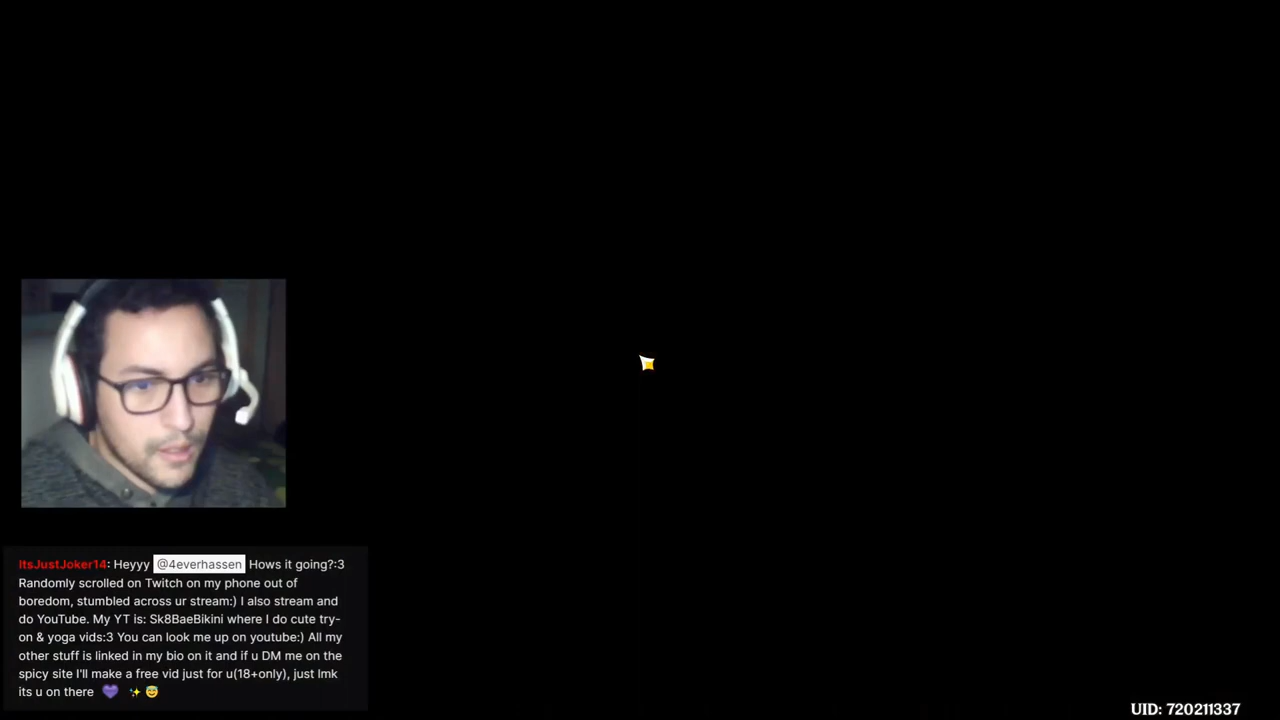 ItsJustJoker14: Heyyy @4everhassen Hows it going?:3
Randomly scrolled on Twitch on my phone out of
boredom, stumbled across ur stream:) I also stream and
do YouTube. My YT is: Sk8BaeBikini where I do cute try-
on & yoga vids:3 You can look me up on youtube:) All my
other stuff is linked in my bio on it and if u DM me on the
spicy site I'll make a free vid just for u(18+only), just lmk
its u on there 💜 ✨😅
UID: 720211337